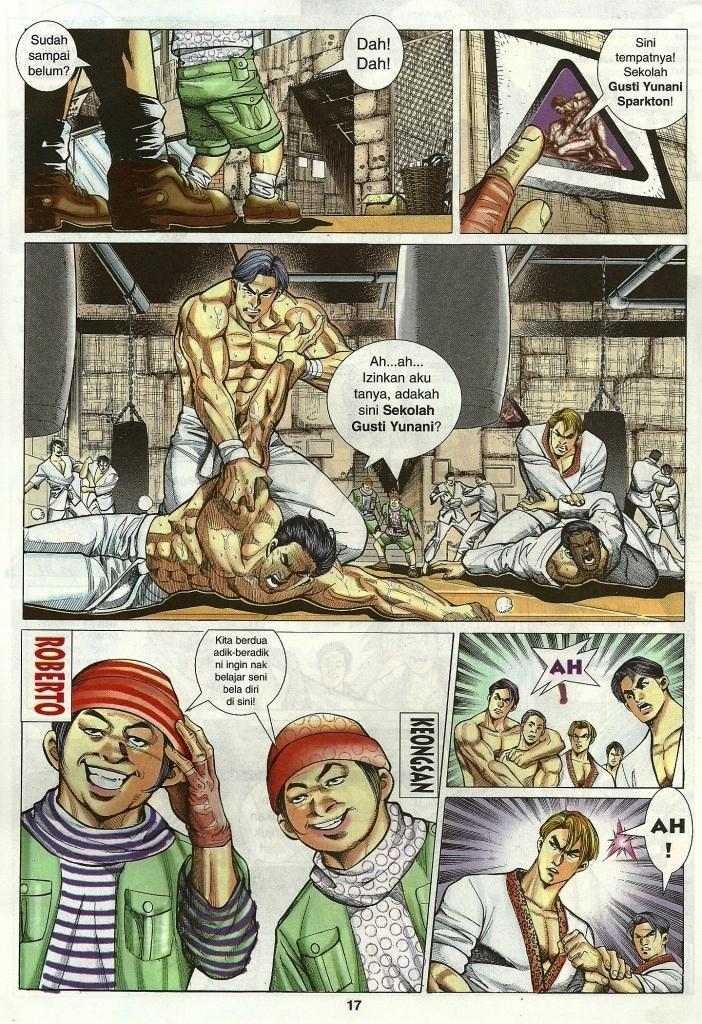 Sudah
sampai
belum?
Dah!
Dah!
Sini
tempatnya!
Sekolah
Gusti Yunani
Sparkton!
Ah...ah...
Izinkan aku
tanya, adakah
sini Sekolah
Gusti Yunani?
ROBERTO
Kita berdua
adik-beradik
ni ingin nak
belajar seni
bela diri
di sini!
KEONGSAN
AH
!
AH
!
17